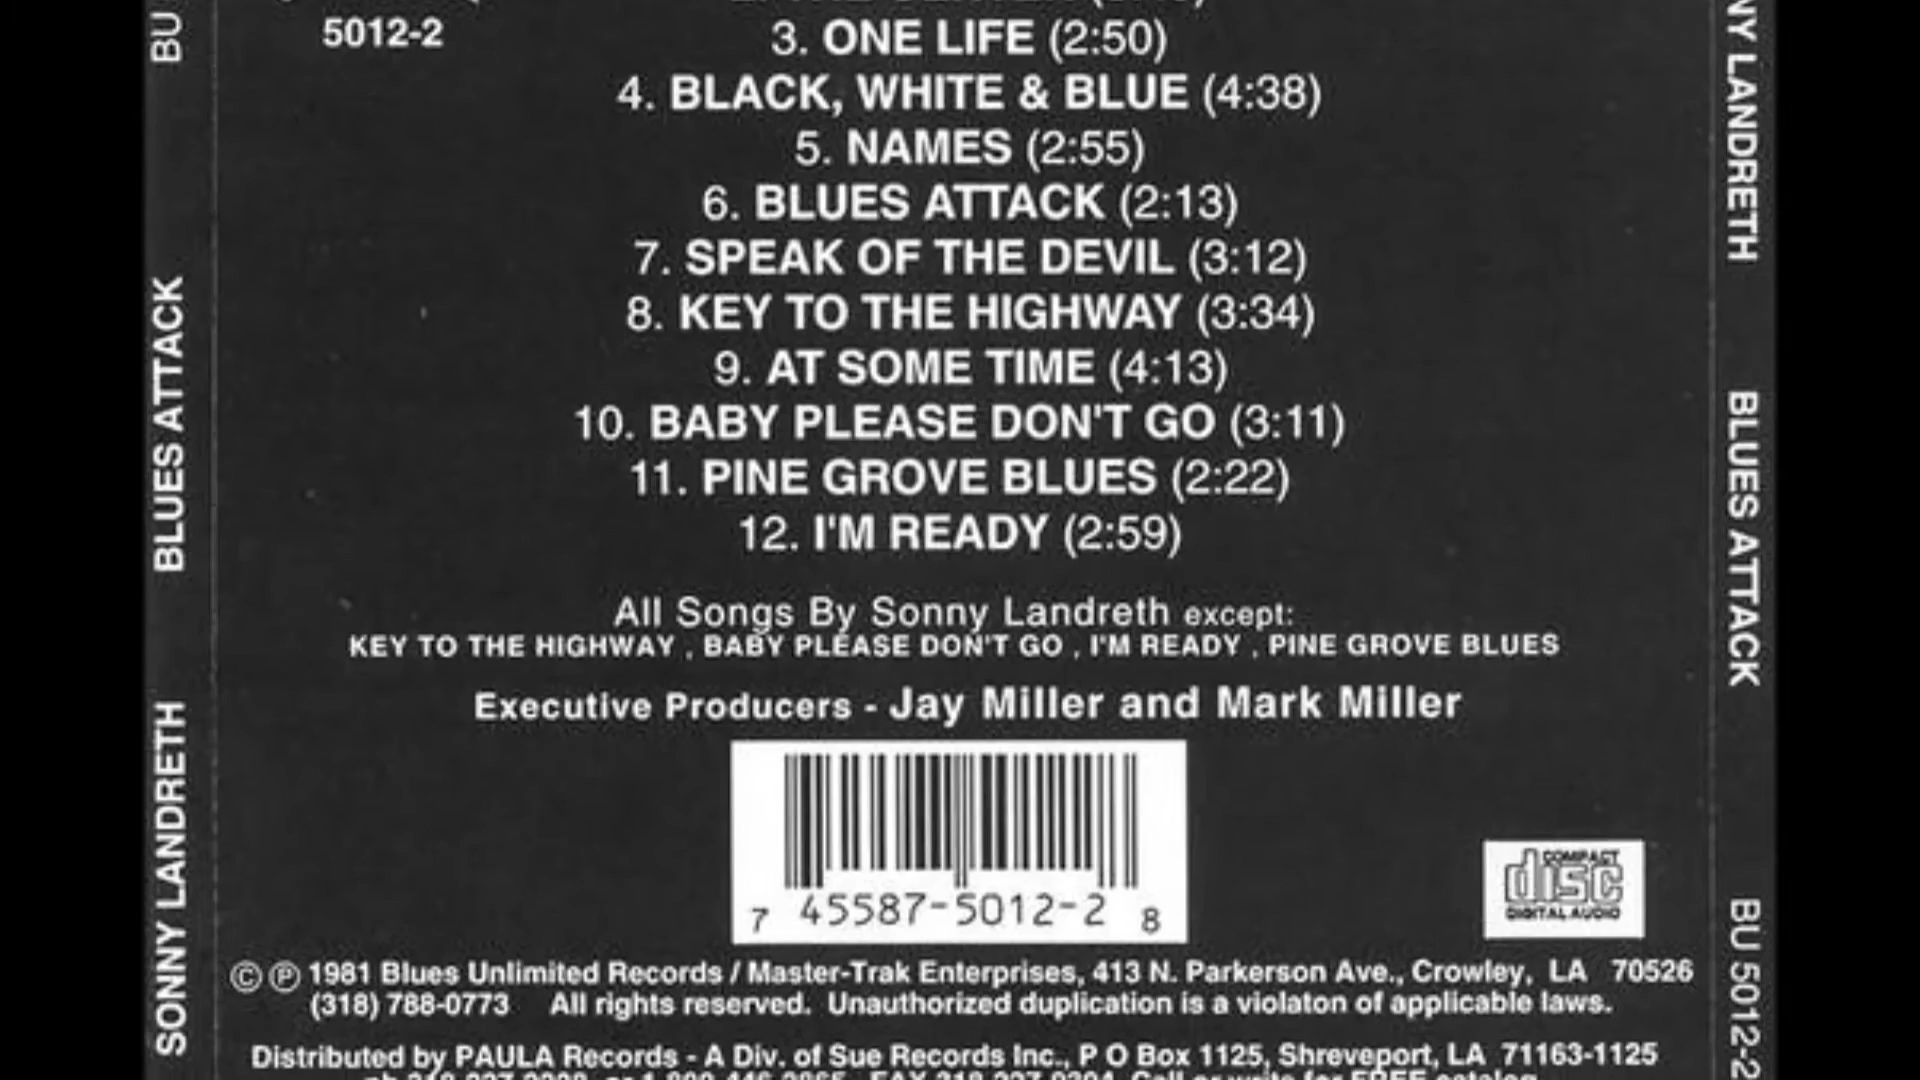 5012-2
3. ONE LIFE (2:50)
4. BLACK, WHITE & BLUE (4:38)
5. NAMES (2:55)
6. BLUES ATTACK (2:13)
7. SPEAK OF THE DEVIL (3:12)
8. KEY TO THE HIGHWAY (3:34)
9. AT SOME TIME (4:13)
10. BABY PLEASE DON'T GO (3:11)
11. PINE GROVE BLUES (2:22)
12. I'M READY (2:59)
All Songs By Sonny Landreth except:
KEY TO THE HIGHWAY , BABY PLEASE DON'T GO , I'M READY , PINE GROVE BLUES
Executive Producers - Jay Miller and Mark Miller
7 45587-5012-2 8
COMPACT
disc
DIGITAL AUDIO
© ℗ 1981 Blues Unlimited Records / Master-Trak Enterprises, 413 N. Parkerson Ave., Crowley, LA 70526
(318) 788-0773 All rights reserved. Unauthorized duplication is a violaton of applicable laws.
Distributed by PAULA Records - A Div. of Sue Records Inc., P O Box 1125, Shreveport, LA 71163-1125
SONNY LANDRETH BLUES ATTACK BU
NY LANDRETH BLUES ATTACK BU 5012-2